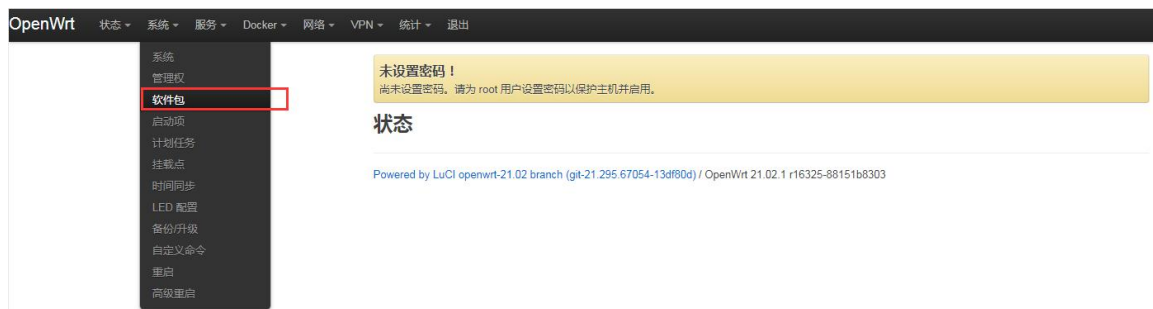 OpenWrt 状态 系统 服务 Docker 网络 VPN 统计 退出
系统
管理权
软件包
启动项
计划任务
挂载点
时间同步
LED 配置
备份/升级
自定义命令
重启
高级重启
未设置密码！
尚未设置密码。请为 root 用户设置密码以保护主机并启用。
状态
Powered by LuCI openwrt-21.02 branch (git-21.295.67054-13df80d) / OpenWrt 21.02.1 r16325-88151b8303